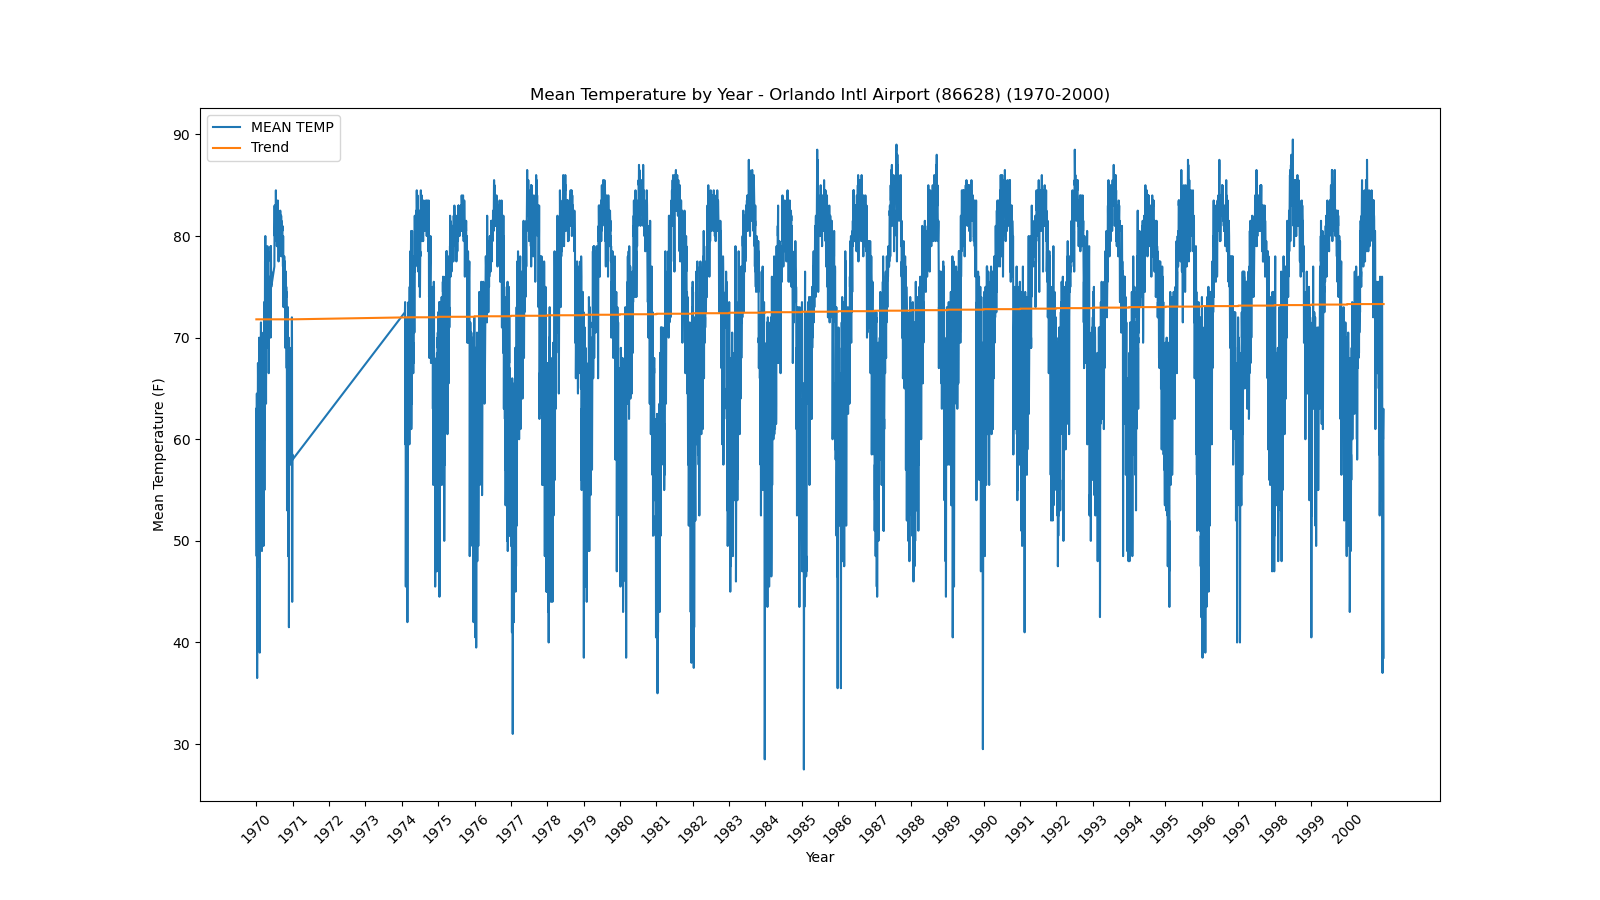 Mean Temperature by Year - Orlando Intl Airport (86628) (1970-2000)
MEAN TEMP
Trend
90
80
70
60
50
40
30
Mean Temperature (F)
1970 1971 1972 1973 1974 1975 1976 1977 1978 1979 1980 1981 1982 1983 1984 1985 1986 1987 1988 1989 1990 1991 1992 1993 1994 1995 1996 1997 1998 1999 2000
Year